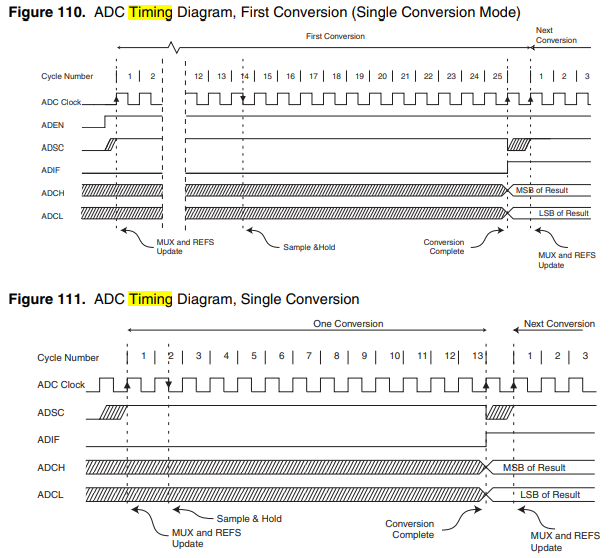 Figure 110. ADC Timing Diagram, First Conversion (Single Conversion Mode)
Next
Conversion
First Conversion
Cycle Number 1 2 12 13 14 15 16 17 18 19 20 21 22 23 24 25 1 2 3
ADC Clock
ADEN
ADSC
ADIF
ADCH MSB of Result
ADCL LSB of Result
MUX and REFS
Update
Sample &Hold
Conversion
Complete
MUX and REFS
Update
Figure 111. ADC Timing Diagram, Single Conversion
One Conversion Next Conversion
Cycle Number 1 2 3 4 5 6 7 8 9 10 11 12 13 1 2 3
ADC Clock
ADSC
ADIF
ADCH MSB of Result
ADCL LSB of Result
Sample & Hold
MUX and REFS
Update
Conversion
Complete
MUX and REFS
Update